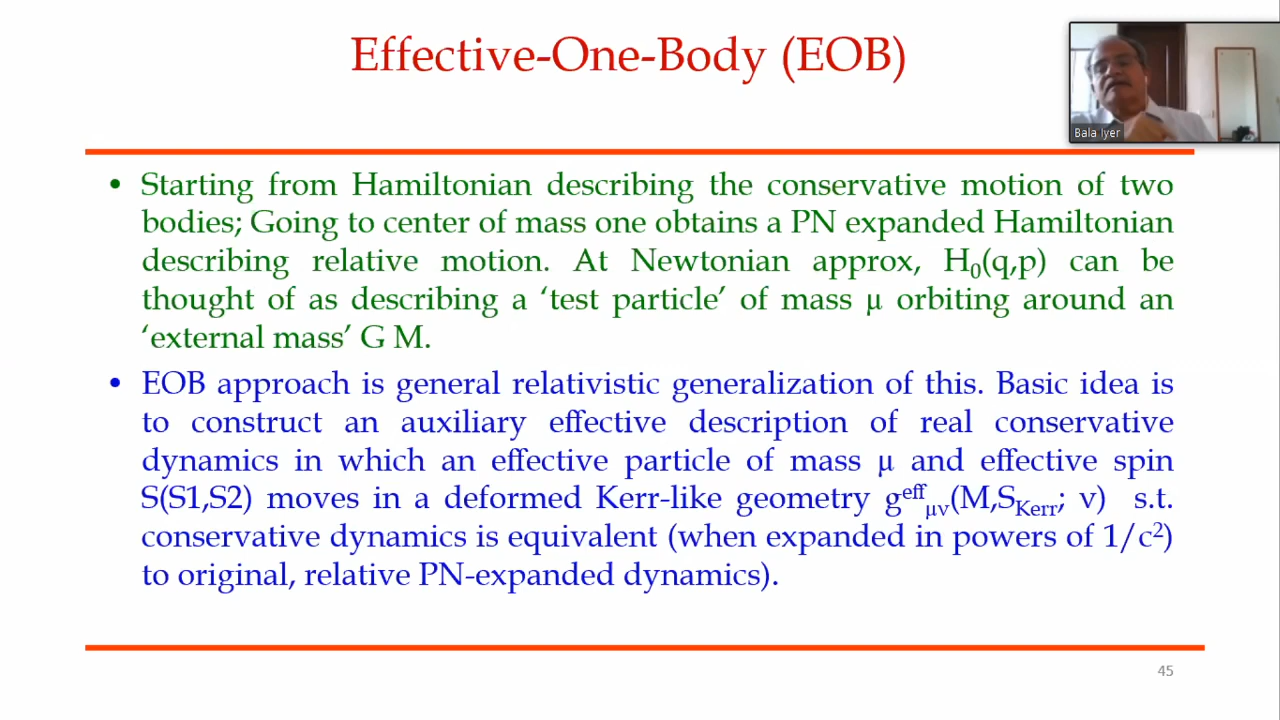 Effective-One-Body (EOB)
Bala Iyer
• Starting from Hamiltonian describing the conservative motion of two
bodies; Going to center of mass one obtains a PN expanded Hamiltonian
describing relative motion. At Newtonian approx, H₀(q,p) can be
thought of as describing a ‘test particle’ of mass μ orbiting around an
‘external mass’ G M.
• EOB approach is general relativistic generalization of this. Basic idea is
to construct an auxiliary effective description of real conservative
dynamics in which an effective particle of mass μ and effective spin
S(S1,S2) moves in a deformed Kerr-like geometry g^eff_μν(M,S_Kerr; ν) s.t.
conservative dynamics is equivalent (when expanded in powers of 1/c²)
to original, relative PN-expanded dynamics).
45